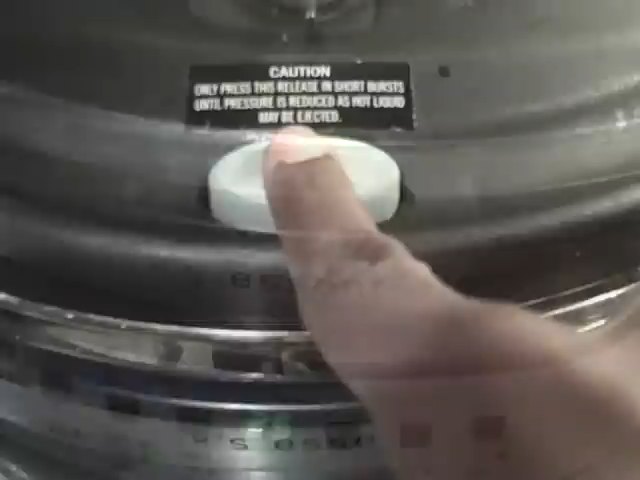 CAUTION
ONLY PRESS THIS RELEASE IN SHORT BURSTS
UNTIL PRESSURE IS REDUCED AS HOT LIQUID
MAY BE EJECTED.